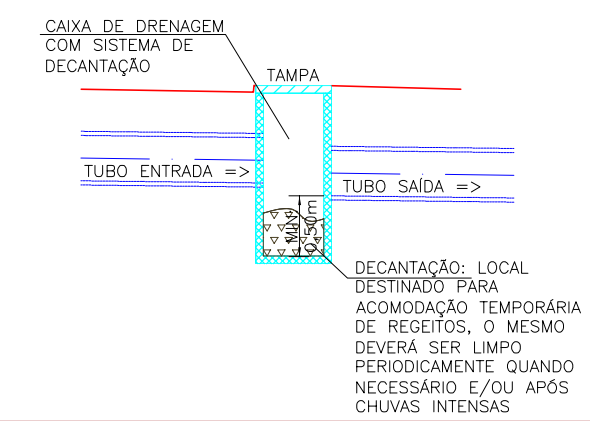 CAIXA DE DRENAGEM
COM SISTEMA DE
DECANTAÇÃO
TAMPA
TUBO ENTRADA =>
TUBO SAÍDA =>
MIN
0,50m
DECANTAÇÃO: LOCAL
DESTINADO PARA
ACOMODAÇÃO TEMPORÁRIA
DE REGEITOS, O MESMO
DEVERÁ SER LIMPO
PERIODICAMENTE QUANDO
NECESSÁRIO E/OU APÓS
CHUVAS INTENSAS